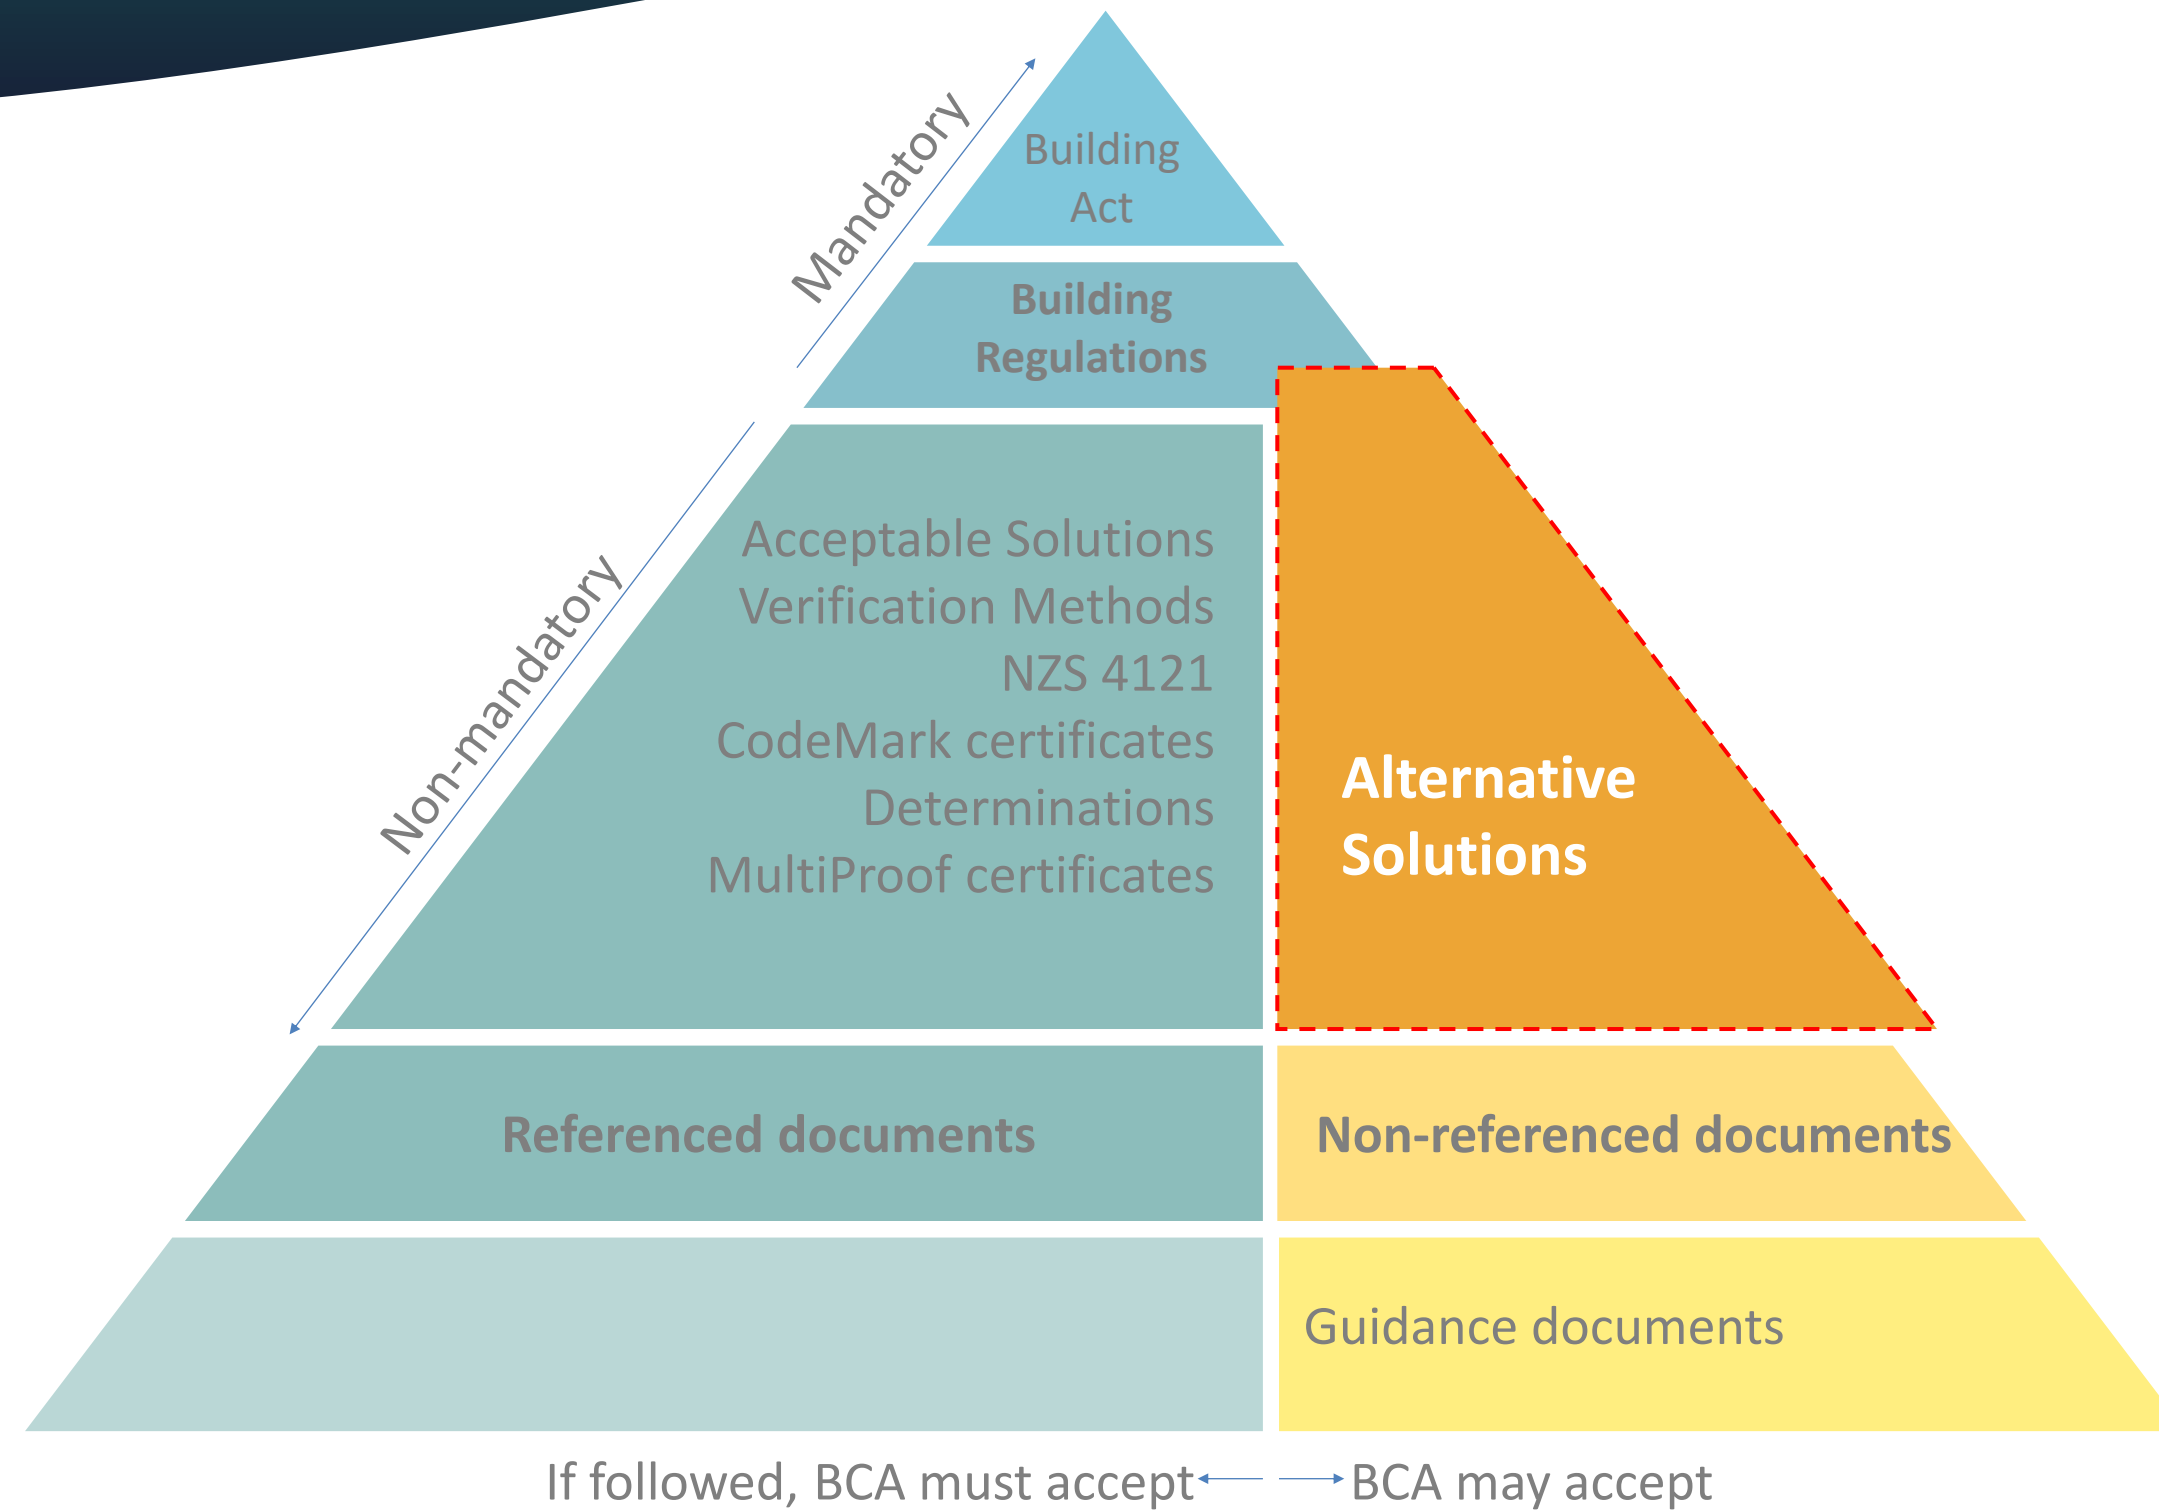 Mandatory
Building
Act
Building
Regulations
Non-mandatory
Acceptable Solutions
Verification Methods
NZS 4121
CodeMark certificates
Determinations
MultiProof certificates
Alternative
Solutions
Referenced documents
Non-referenced documents
Guidance documents
If followed, BCA must accept
BCA may accept